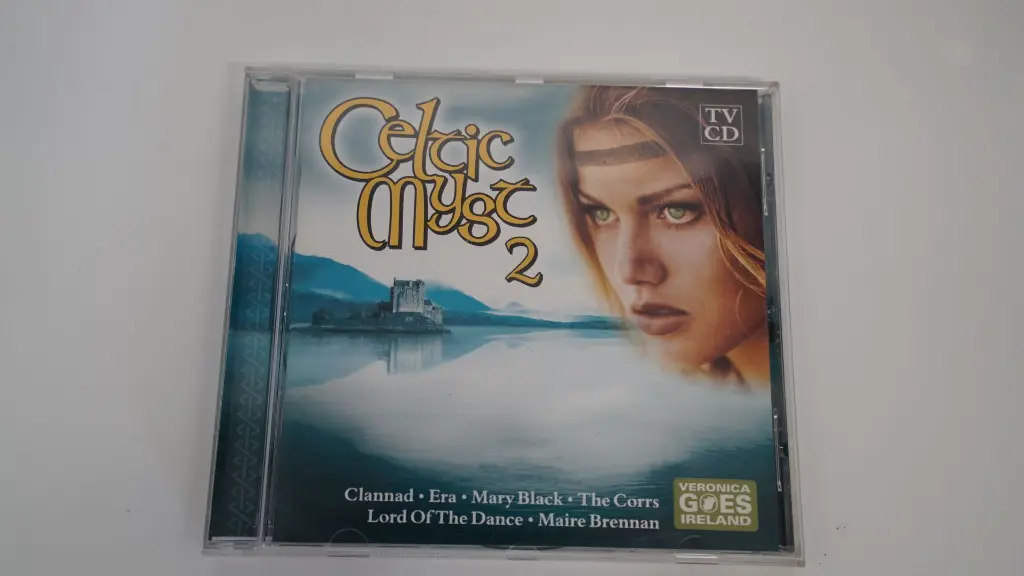 Celtic
Myst
2
TV
CD
Clannad • Era • Mary Black • The Corrs
Lord Of The Dance • Maire Brennan
VERONICA
GOES
IRELAND